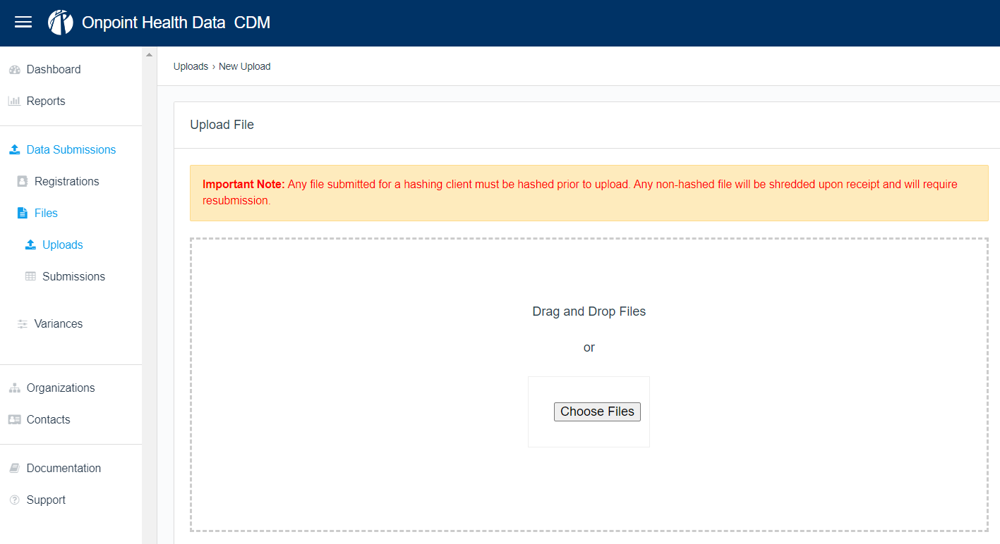 Onpoint Health Data CDM
Dashboard
Reports
Data Submissions
Registrations
Files
Uploads
Submissions
Variances
Organizations
Contacts
Documentation
Support
Uploads › New Upload
Upload File
Important Note: Any file submitted for a hashing client must be hashed prior to upload. Any non-hashed file will be shredded upon receipt and will require
resubmission.
Drag and Drop Files
or
Choose Files